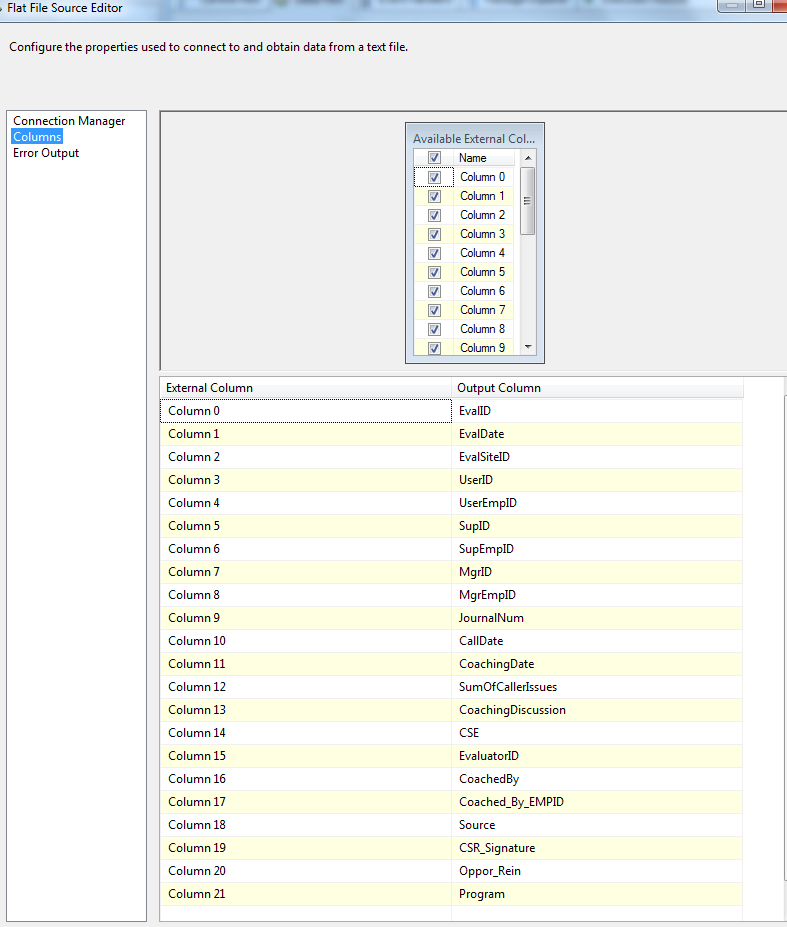 Flat File Source Editor
Configure the properties used to connect to and obtain data from a text file.
Connection Manager
Columns
Error Output
Available External Col...
Name
Column 0
Column 1
Column 2
Column 3
Column 4
Column 5
Column 6
Column 7
Column 8
Column 9
External Column Output Column
Column 0 EvalID
Column 1 EvalDate
Column 2 EvalSiteID
Column 3 UserID
Column 4 UserEmpID
Column 5 SupID
Column 6 SupEmpID
Column 7 MgrID
Column 8 MgrEmpID
Column 9 JournalNum
Column 10 CallDate
Column 11 CoachingDate
Column 12 SumOfCallerIssues
Column 13 CoachingDiscussion
Column 14 CSE
Column 15 EvaluatorID
Column 16 CoachedBy
Column 17 Coached_By_EMPID
Column 18 Source
Column 19 CSR_Signature
Column 20 Oppor_Rein
Column 21 Program